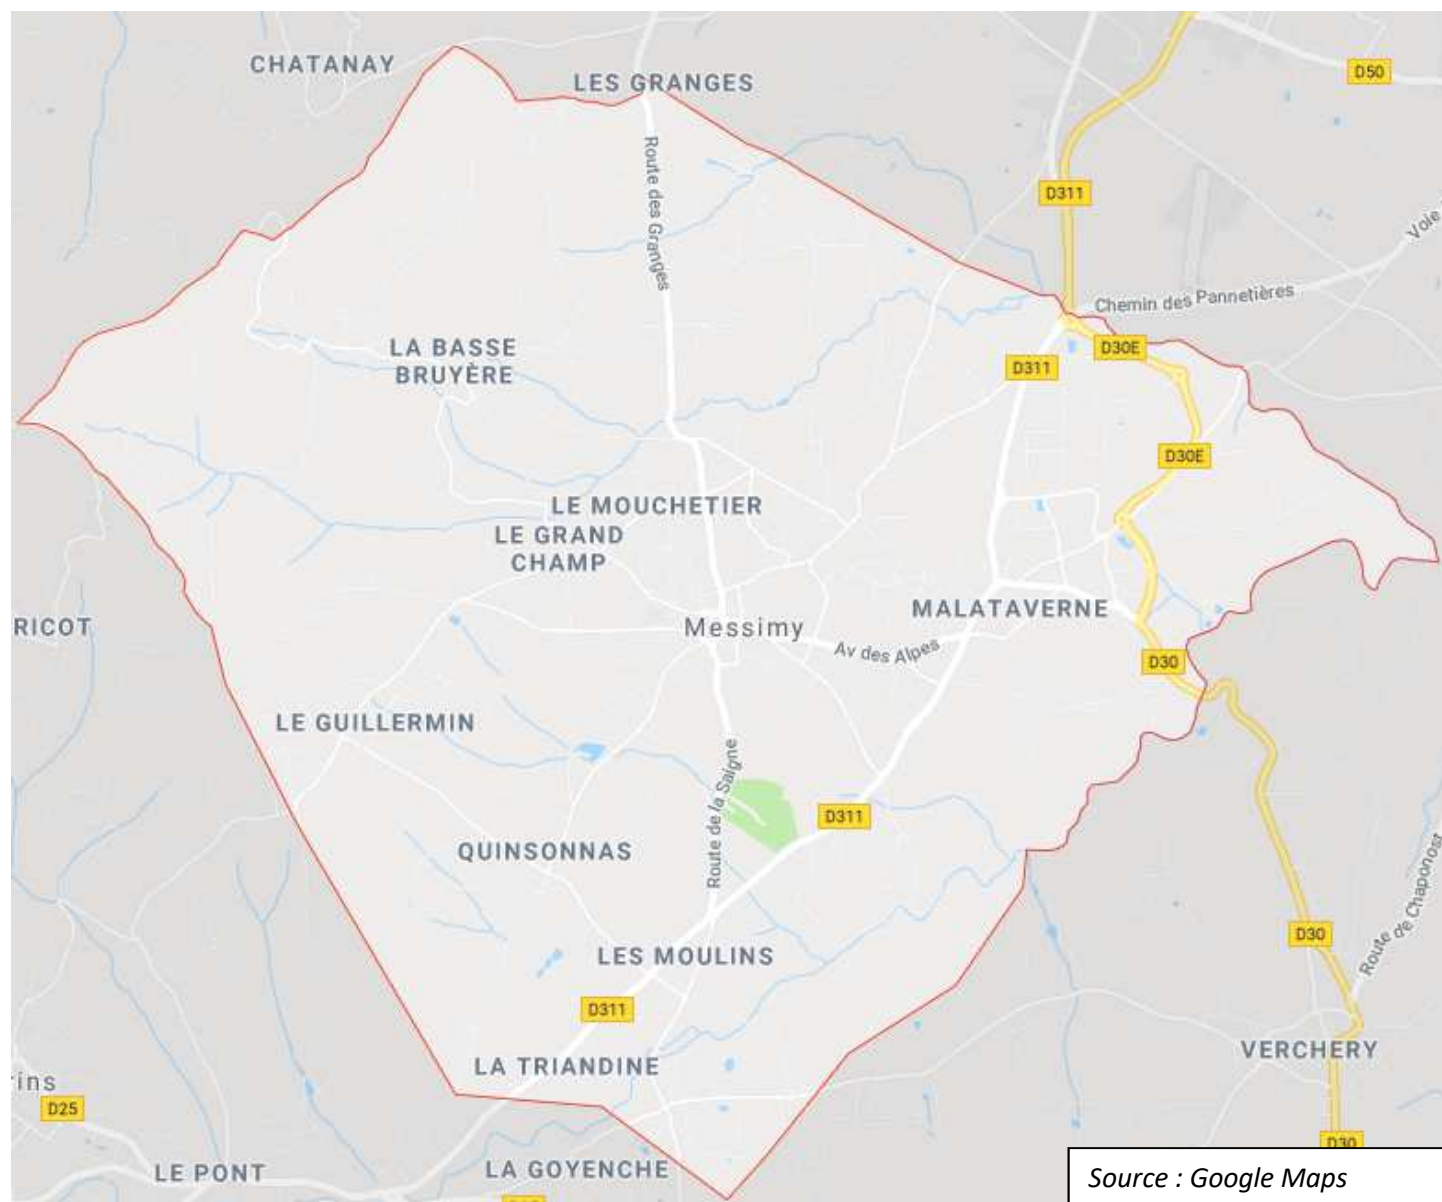 CHATANAY
D50
LES GRANGES
Route des Granges
D311
Voie
Chemin des Pannetières
LA BASSE
BRUYÈRE
D30E
D311
D30E
LE MOUCHETIER
LE GRAND
CHAMP
MALATAVERNE
RICOT
Messimy
Av des Alpes
D30
LE GUILLERMIN
Route de la Saigne
D311
QUINSONNAS
Route de Chaponost
D30
LES MOULINS
D311
VERCHERY
LA TRIANDINE
rins
D25
D30
LE PONT
LA GOYENCHE
Source : Google Maps